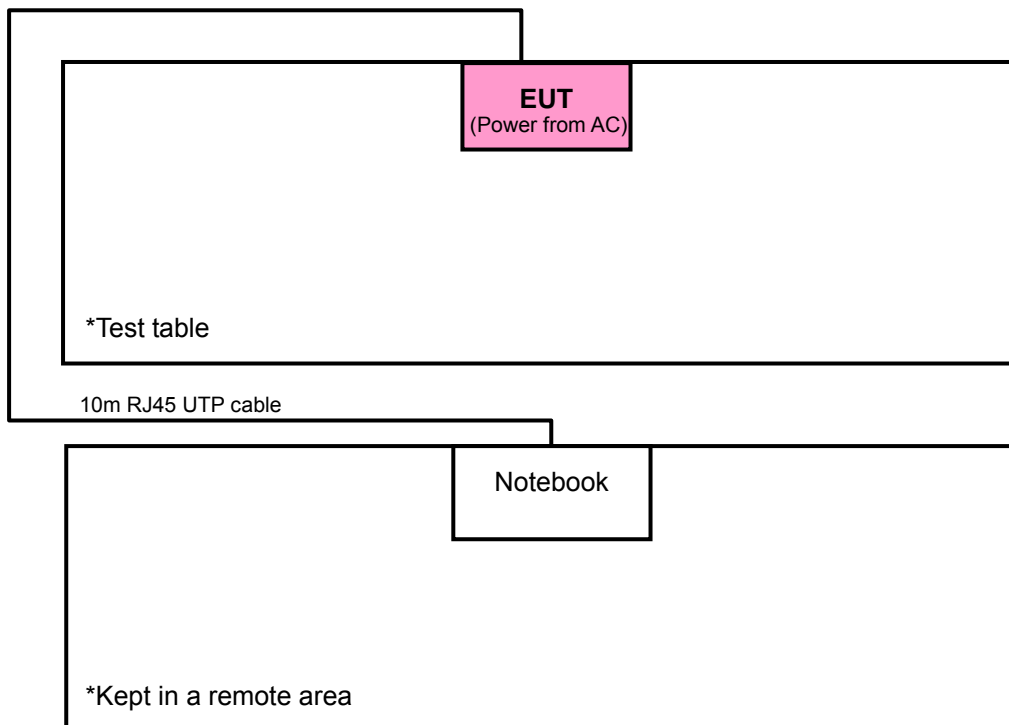 EUT
(Power from AC)
*Test table
10m RJ45 UTP cable
Notebook
*Kept in a remote area